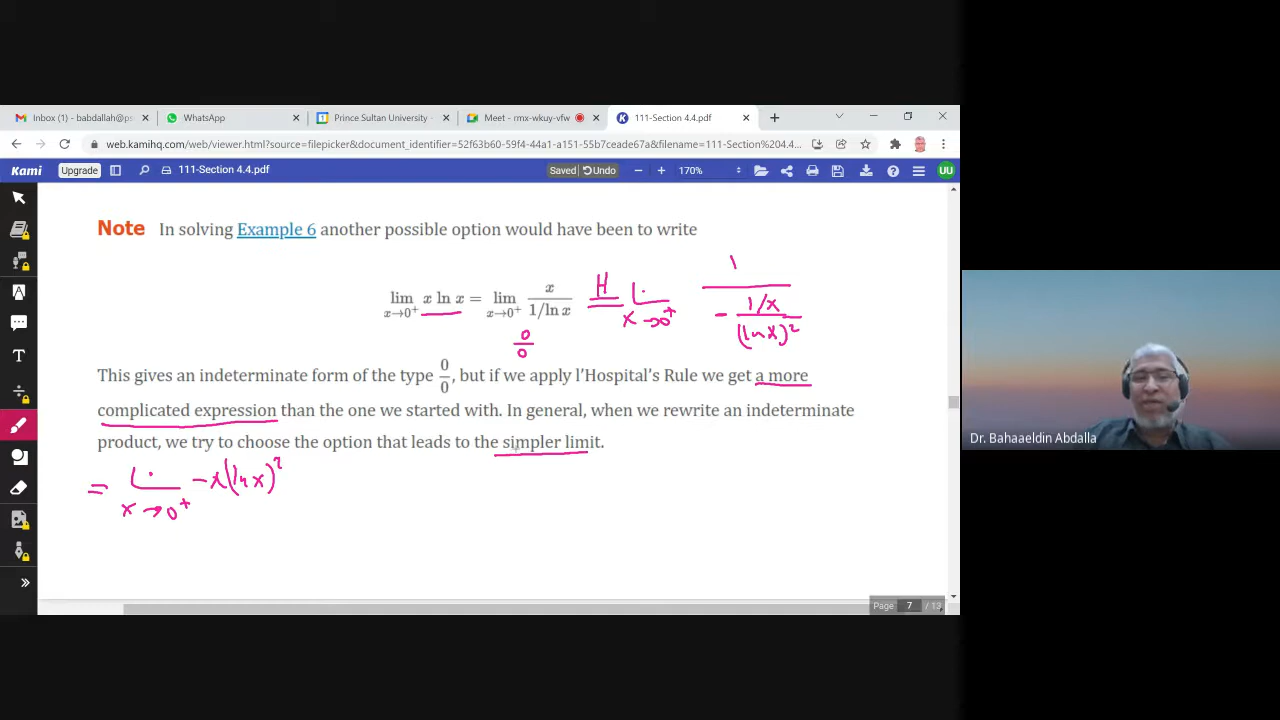 Inbox (1) - babdallah@ps
WhatsApp
Prince Sultan University -
Meet - rmx-wkuy-vfw
111-Section 4.4.pdf
web.kamihq.com/web/viewer.html?source=filepicker&document_identifier=52f63b60-59f4-44a1-a151-55b7ceade67a&filename=111-Section%204.4...
Kami Upgrade 111-Section 4.4.pdf Saved Undo 170% UU
Note In solving Example 6 another possible option would have been to write
lim x→0⁺ x ln x = lim x→0⁺ x / (1/ln x) H= Lim x→0⁺ 1 / (- (1/x) / (ln x)²)
0/0
This gives an indeterminate form of the type 0/0, but if we apply l'Hospital's Rule we get a more
complicated expression than the one we started with. In general, when we rewrite an indeterminate
product, we try to choose the option that leads to the simpler limit.
= Lim x→0⁺ -x(ln x)²
Dr. Bahaaeldin Abdalla
Page 7 / 13